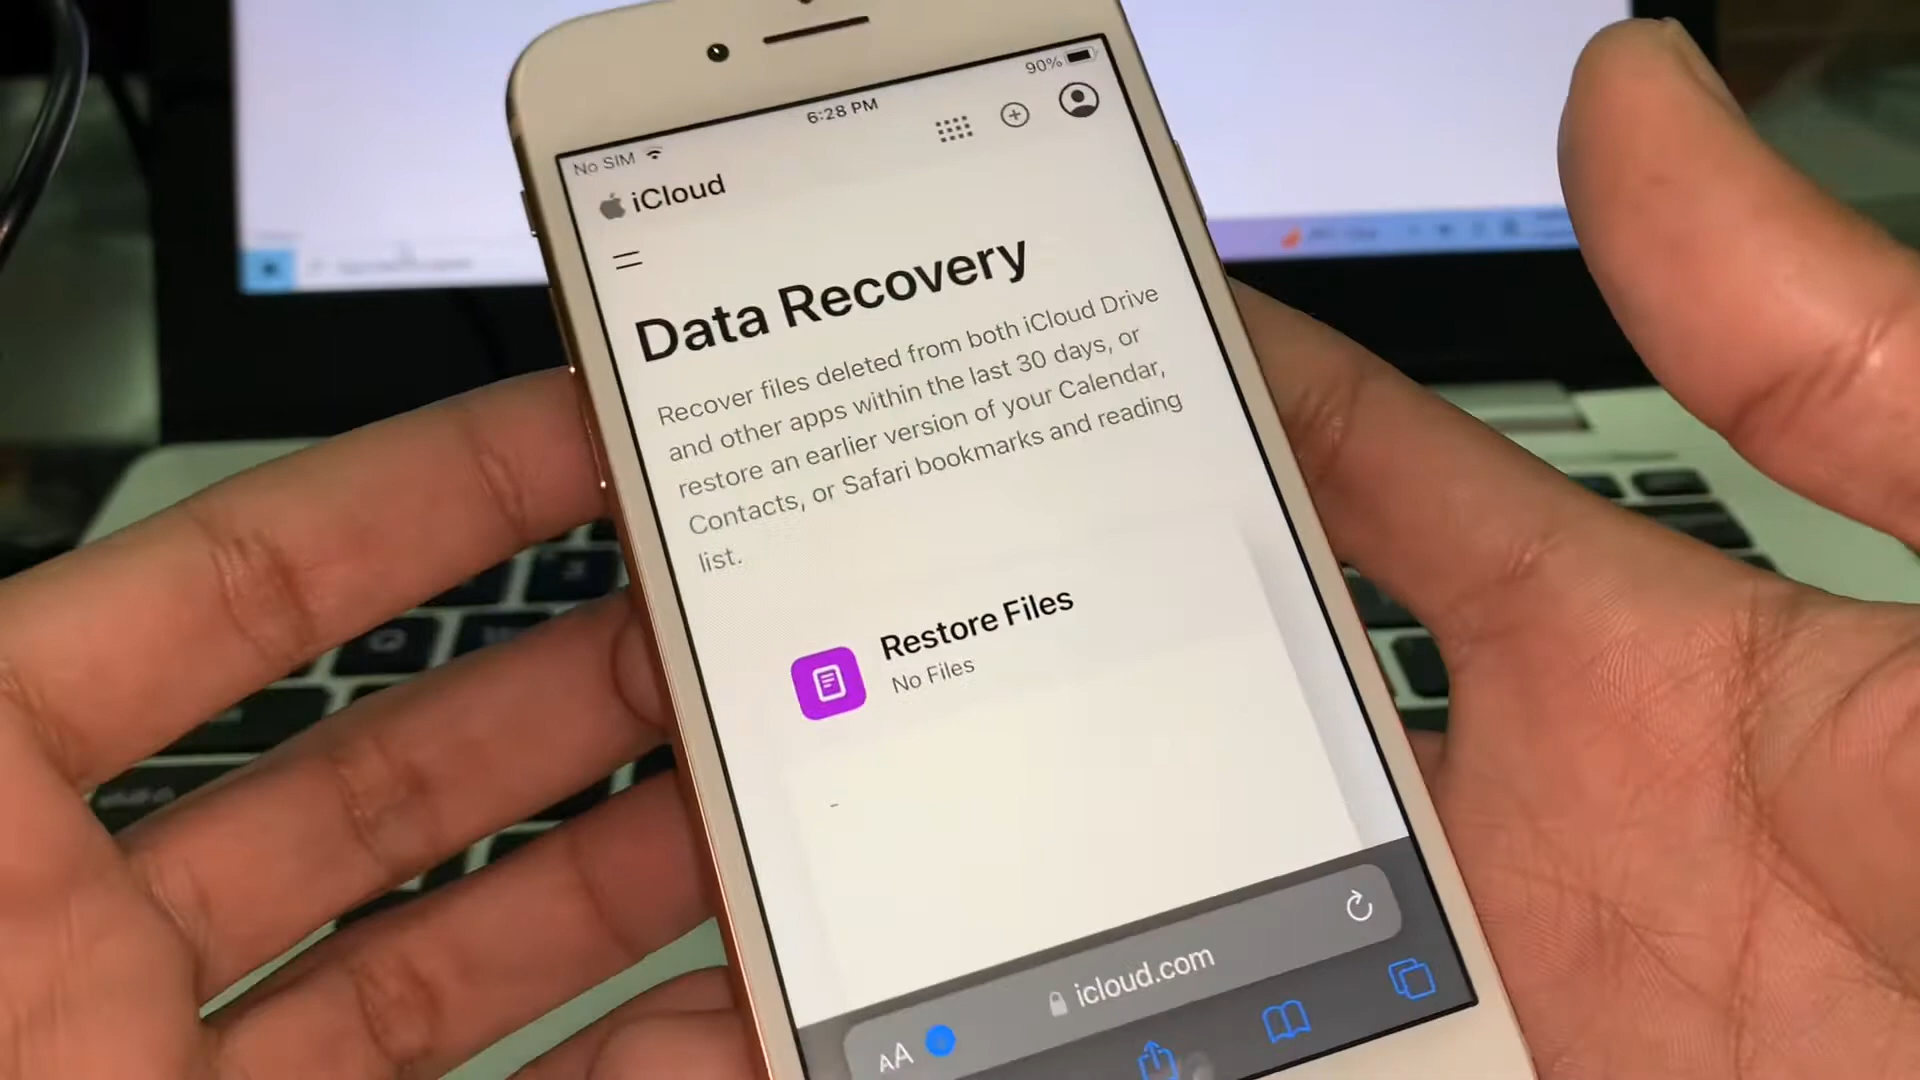 90%
6:28 PM
No SIM
iCloud
Data Recovery
Recover files deleted from both iCloud Drive
and other apps within the last 30 days, or
restore an earlier version of your Calendar,
Contacts, or Safari bookmarks and reading
list.
Restore Files
No Files
-
AA
icloud.com